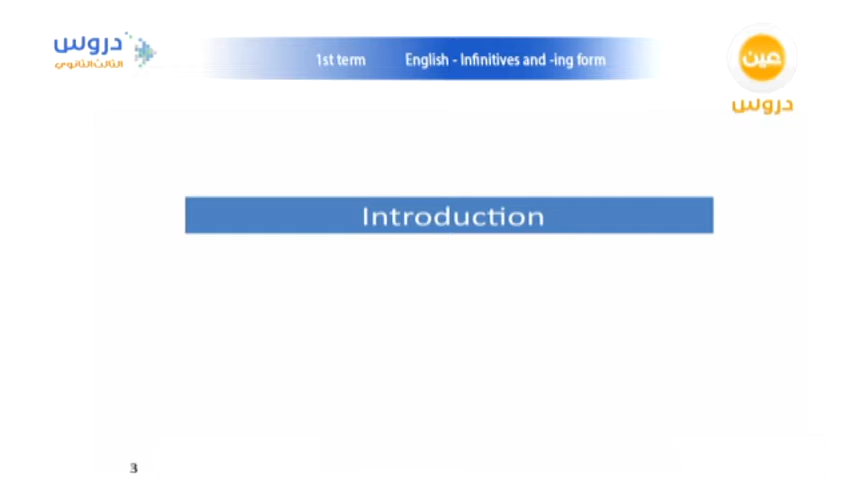 دروس
الثالث الثانوي
1st term English - Infinitives and -ing form
عين
دروس
Introduction
3